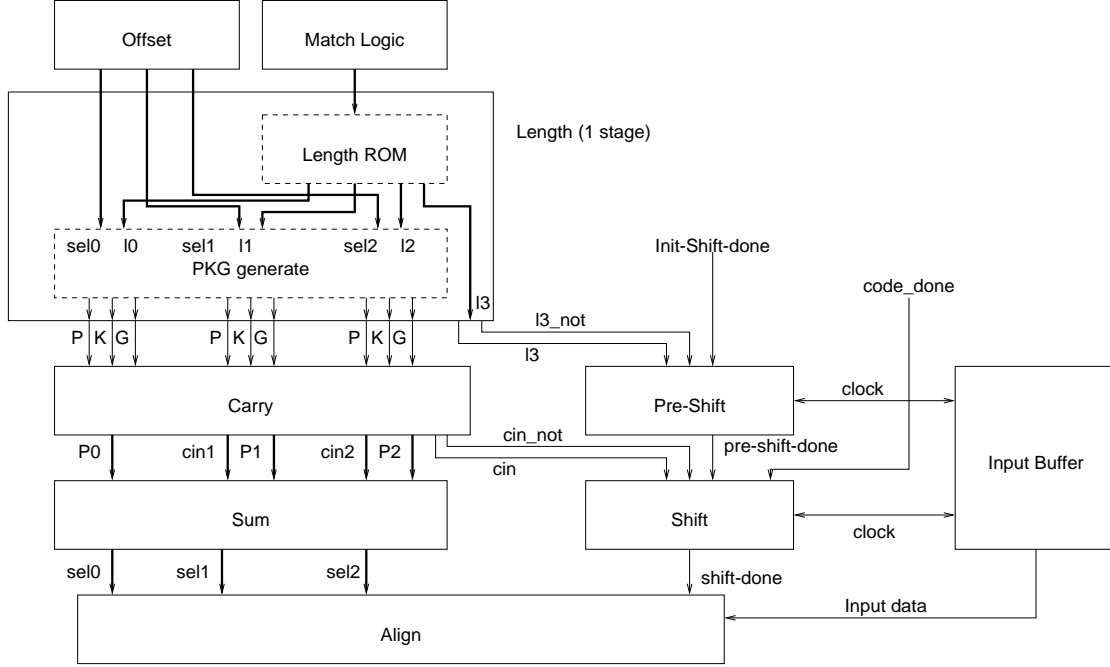 Offset
Match Logic
Length (1 stage)
Length ROM
sel0 l0 sel1 l1 sel2 l2
PKG generate
Init-Shift-done
code_done
l3
l3_not
l3
P K G P K G P K G
Carry
Pre-Shift
clock
Input Buffer
P0 cin1 P1 cin2 P2
cin_not
cin
pre-shift-done
Sum
Shift
clock
sel0 sel1 sel2
shift-done
Input data
Align